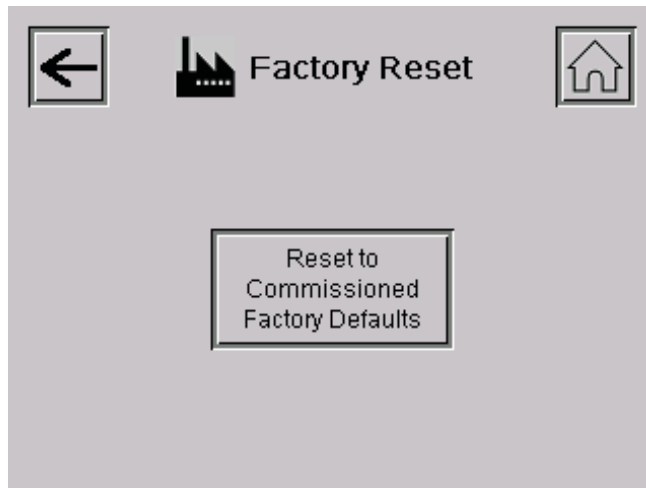 Factory Reset
Reset to
Commissioned
Factory Defaults